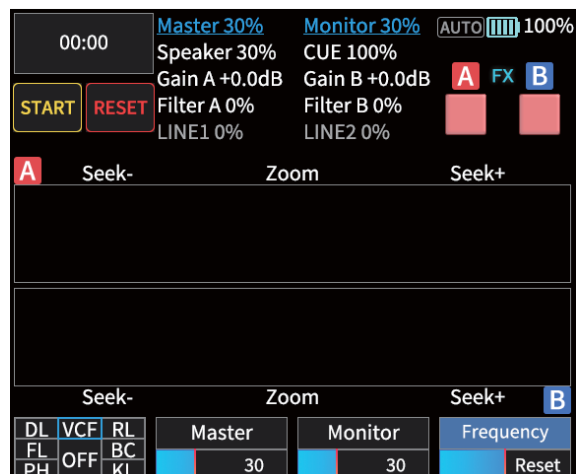 00:00
START RESET
Master 30% Monitor 30%
Speaker 30% CUE 100%
Gain A +0.0dB Gain B +0.0dB
Filter A 0% Filter B 0%
LINE1 0% LINE2 0%
AUTO 100%
A FX B
A Seek- Zoom Seek+
Seek- Zoom Seek+ B
DL VCF RL
FL OFF BC
PH KL
Master Monitor Frequency
30 30 Reset